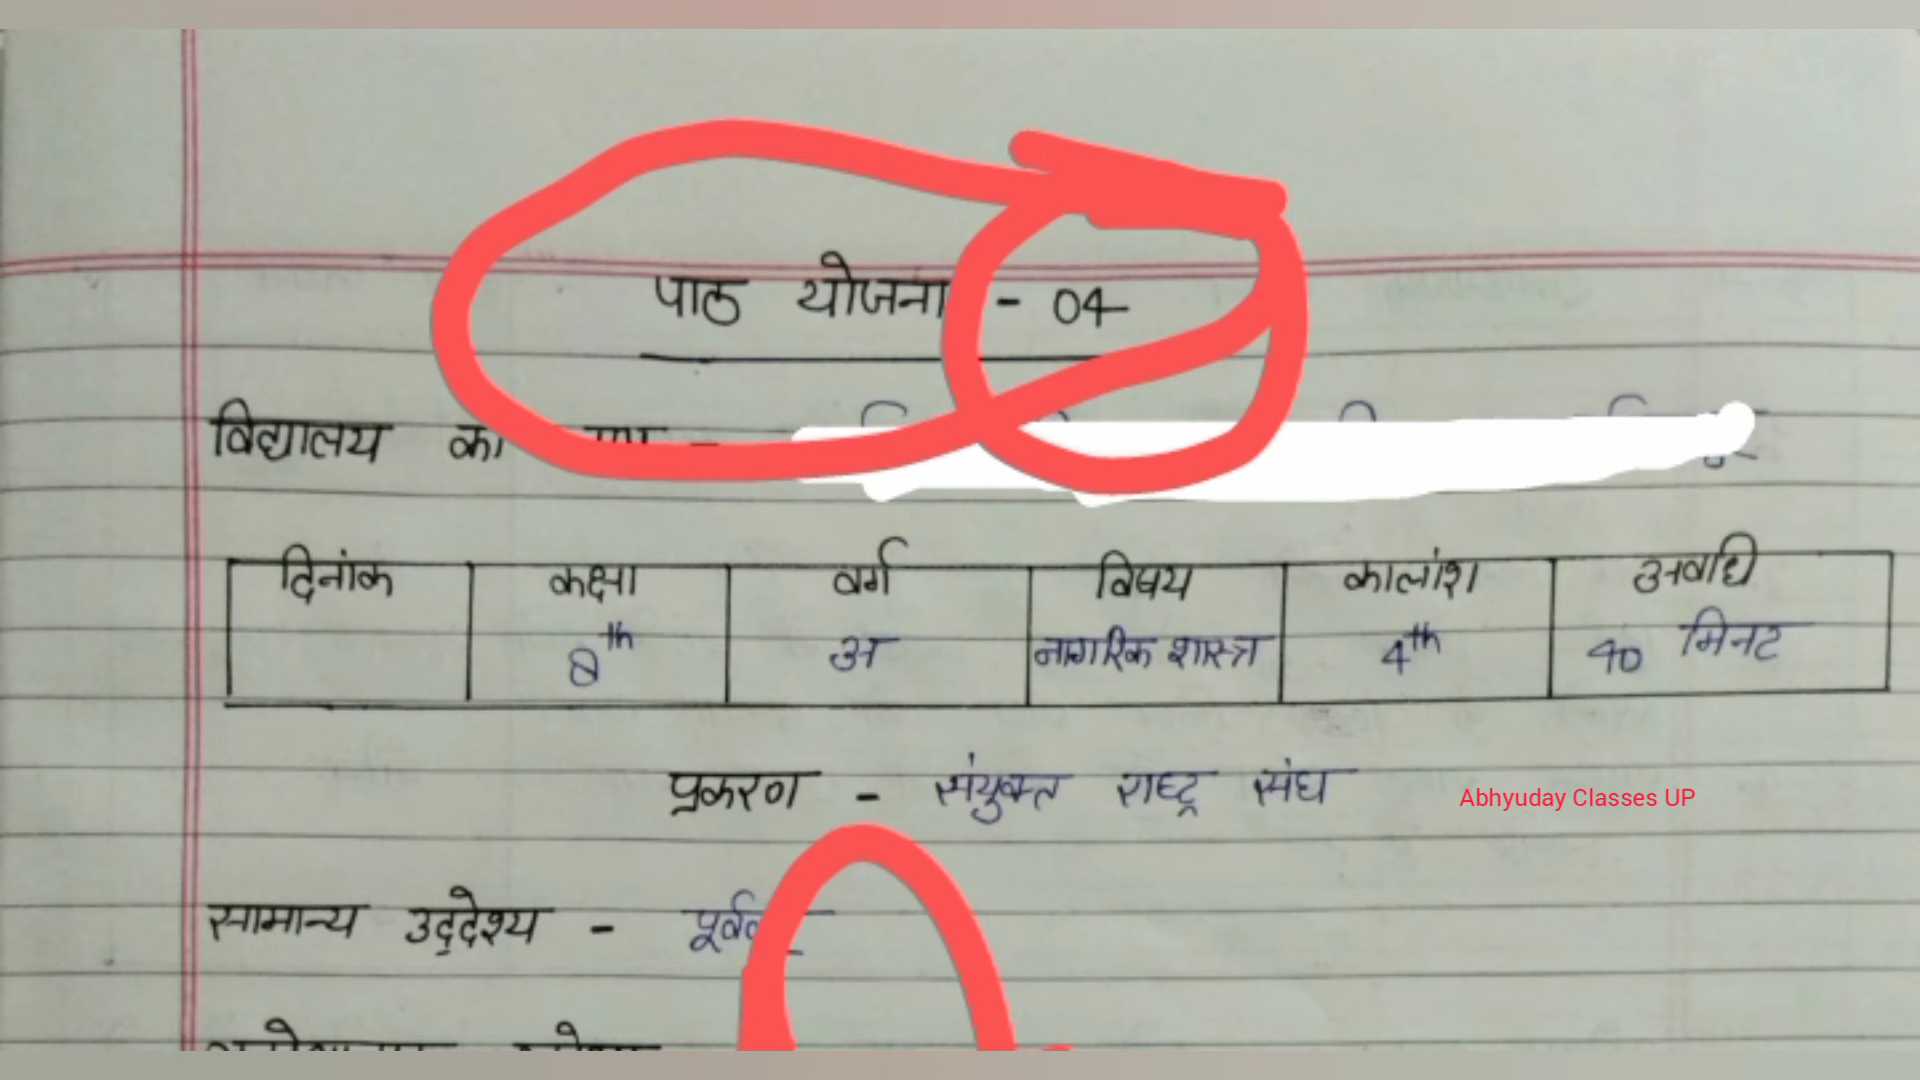 पाठ योजना - 04
विद्यालय का -
दिनांक कक्षा वर्ग विषय कालांश अवधि
8th अ नागरिक शास्त्र 4th 40 मिनट
प्रकरण - संयुक्त राष्ट्र संघ
Abhyuday Classes UP
सामान्य उद्देश्य -